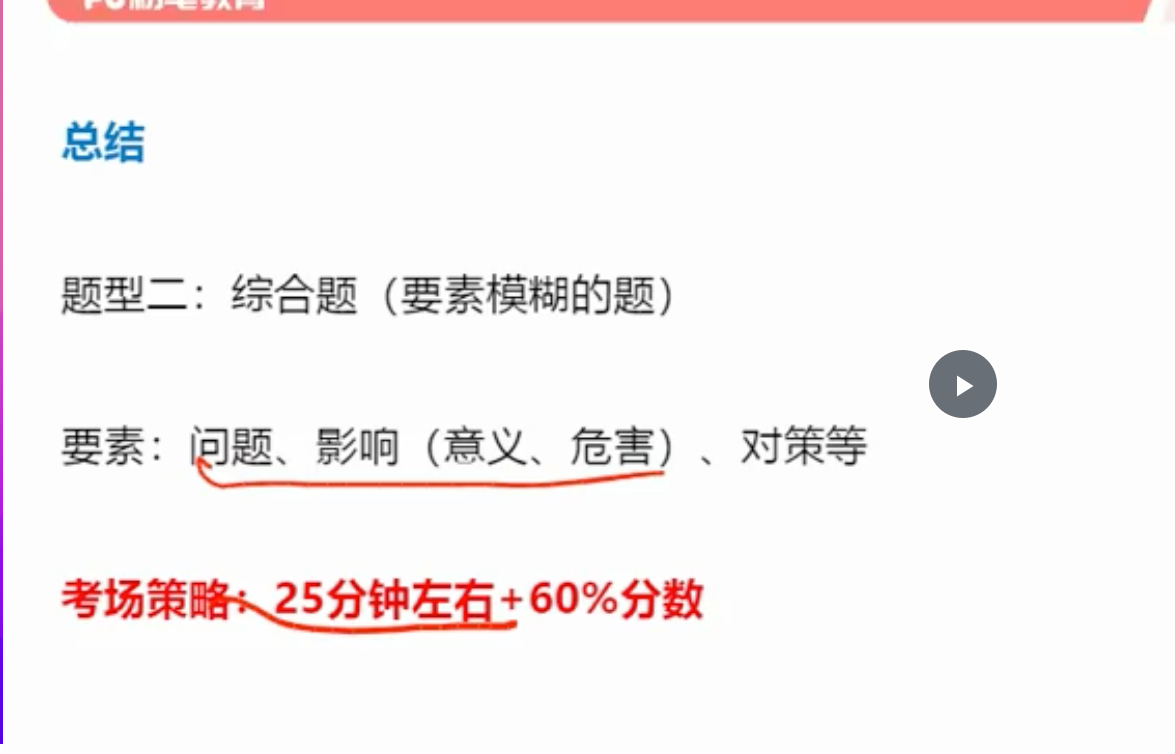 总结
题型二：综合题（要素模糊的题）
要素：问题、影响（意义、危害）、对策等
考场策略：25分钟左右+60%分数